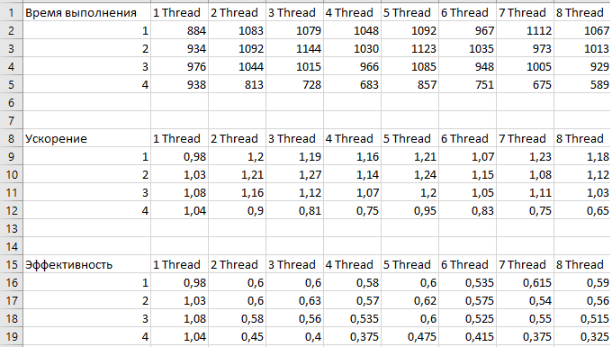 1 Время выполнения 1 Thread 2 Thread 3 Thread 4 Thread 5 Thread 6 Thread 7 Thread 8 Thread
2 1 884 1083 1079 1048 1092 967 1112 1067
3 2 934 1092 1144 1030 1123 1035 973 1013
4 3 976 1044 1015 966 1085 948 1005 929
5 4 938 813 728 683 857 751 675 589
6
7
8 Ускорение 1 Thread 2 Thread 3 Thread 4 Thread 5 Thread 6 Thread 7 Thread 8 Thread
9 1 0,98 1,2 1,19 1,16 1,21 1,07 1,23 1,18
10 2 1,03 1,21 1,27 1,14 1,24 1,15 1,08 1,12
11 3 1,08 1,16 1,12 1,07 1,2 1,05 1,11 1,03
12 4 1,04 0,9 0,81 0,75 0,95 0,83 0,75 0,65
13
14
15 Эффективность 1 Thread 2 Thread 3 Thread 4 Thread 5 Thread 6 Thread 7 Thread 8 Thread
16 1 0,98 0,6 0,6 0,58 0,6 0,535 0,615 0,59
17 2 1,03 0,6 0,63 0,57 0,62 0,575 0,54 0,56
18 3 1,08 0,58 0,56 0,535 0,6 0,525 0,55 0,515
19 4 1,04 0,45 0,4 0,375 0,475 0,415 0,375 0,325